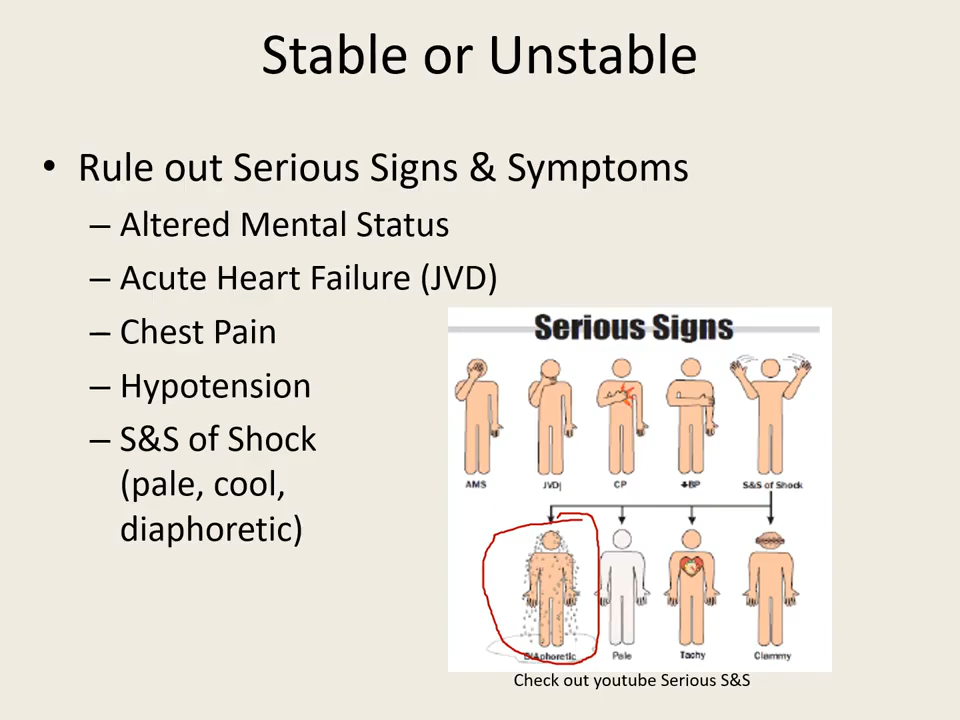 Stable or Unstable
• Rule out Serious Signs & Symptoms
– Altered Mental Status
– Acute Heart Failure (JVD)
– Chest Pain
– Hypotension
– S&S of Shock
(pale, cool,
diaphoretic)
Serious Signs
AMS JVD CP ↓BP S&S of Shock
Diaphoretic Pale Tachy Clammy
Check out youtube Serious S&S